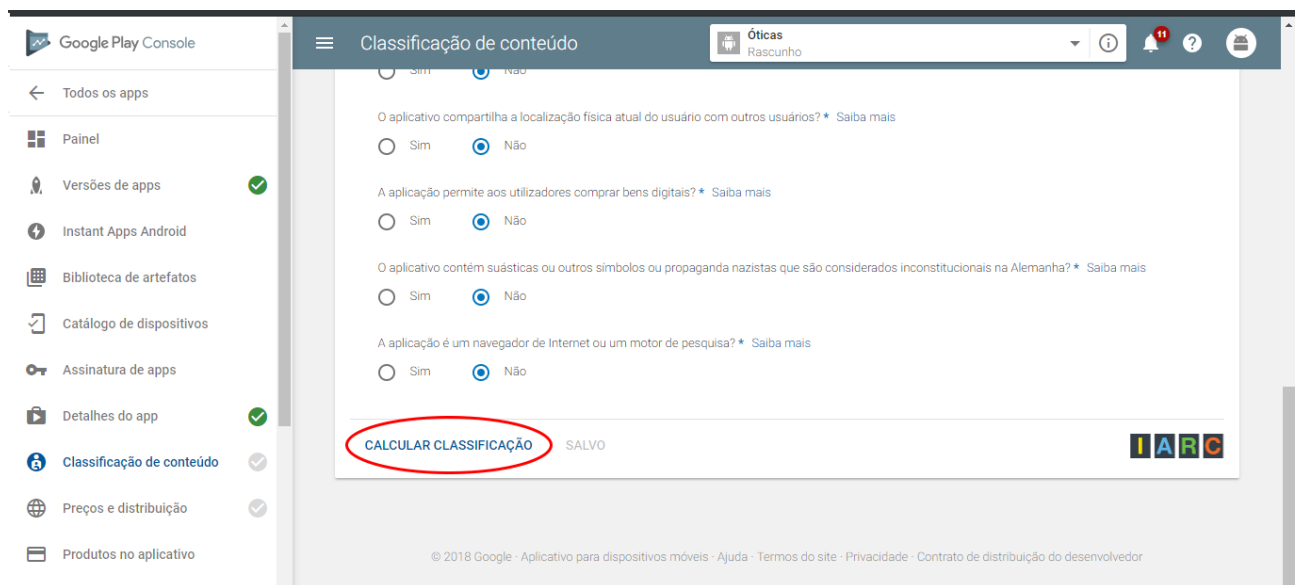 Google Play Console
Todos os apps
Painel
Versões de apps
Instant Apps Android
Biblioteca de artefatos
Catálogo de dispositivos
Assinatura de apps
Detalhes do app
Classificação de conteúdo
Preços e distribuição
Produtos no aplicativo
Classificação de conteúdo
Óticas
Rascunho
11
Sim Não
O aplicativo compartilha a localização física atual do usuário com outros usuários? * Saiba mais
Sim Não
A aplicação permite aos utilizadores comprar bens digitais? * Saiba mais
Sim Não
O aplicativo contém suásticas ou outros símbolos ou propaganda nazistas que são considerados inconstitucionais na Alemanha? * Saiba mais
Sim Não
A aplicação é um navegador de Internet ou um motor de pesquisa? * Saiba mais
Sim Não
CALCULAR CLASSIFICAÇÃO SALVO
IARC
© 2018 Google · Aplicativo para dispositivos móveis · Ajuda · Termos do site · Privacidade · Contrato de distribuição do desenvolvedor